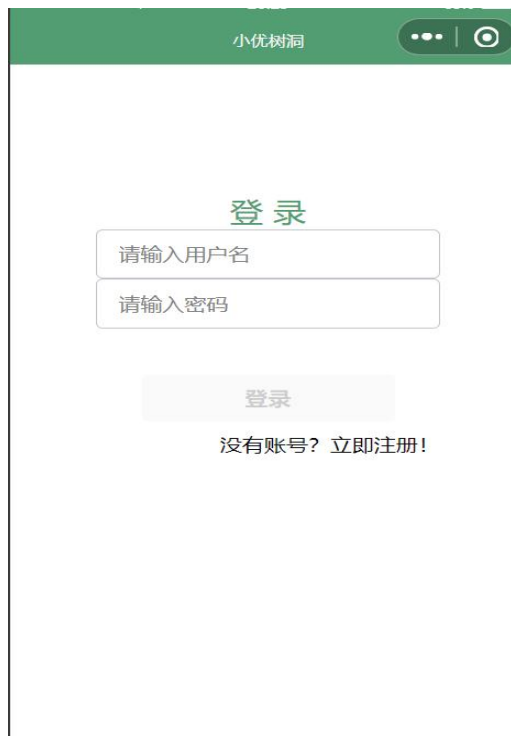 小优树洞
登录
请输入用户名
请输入密码
登录
没有账号？立即注册！